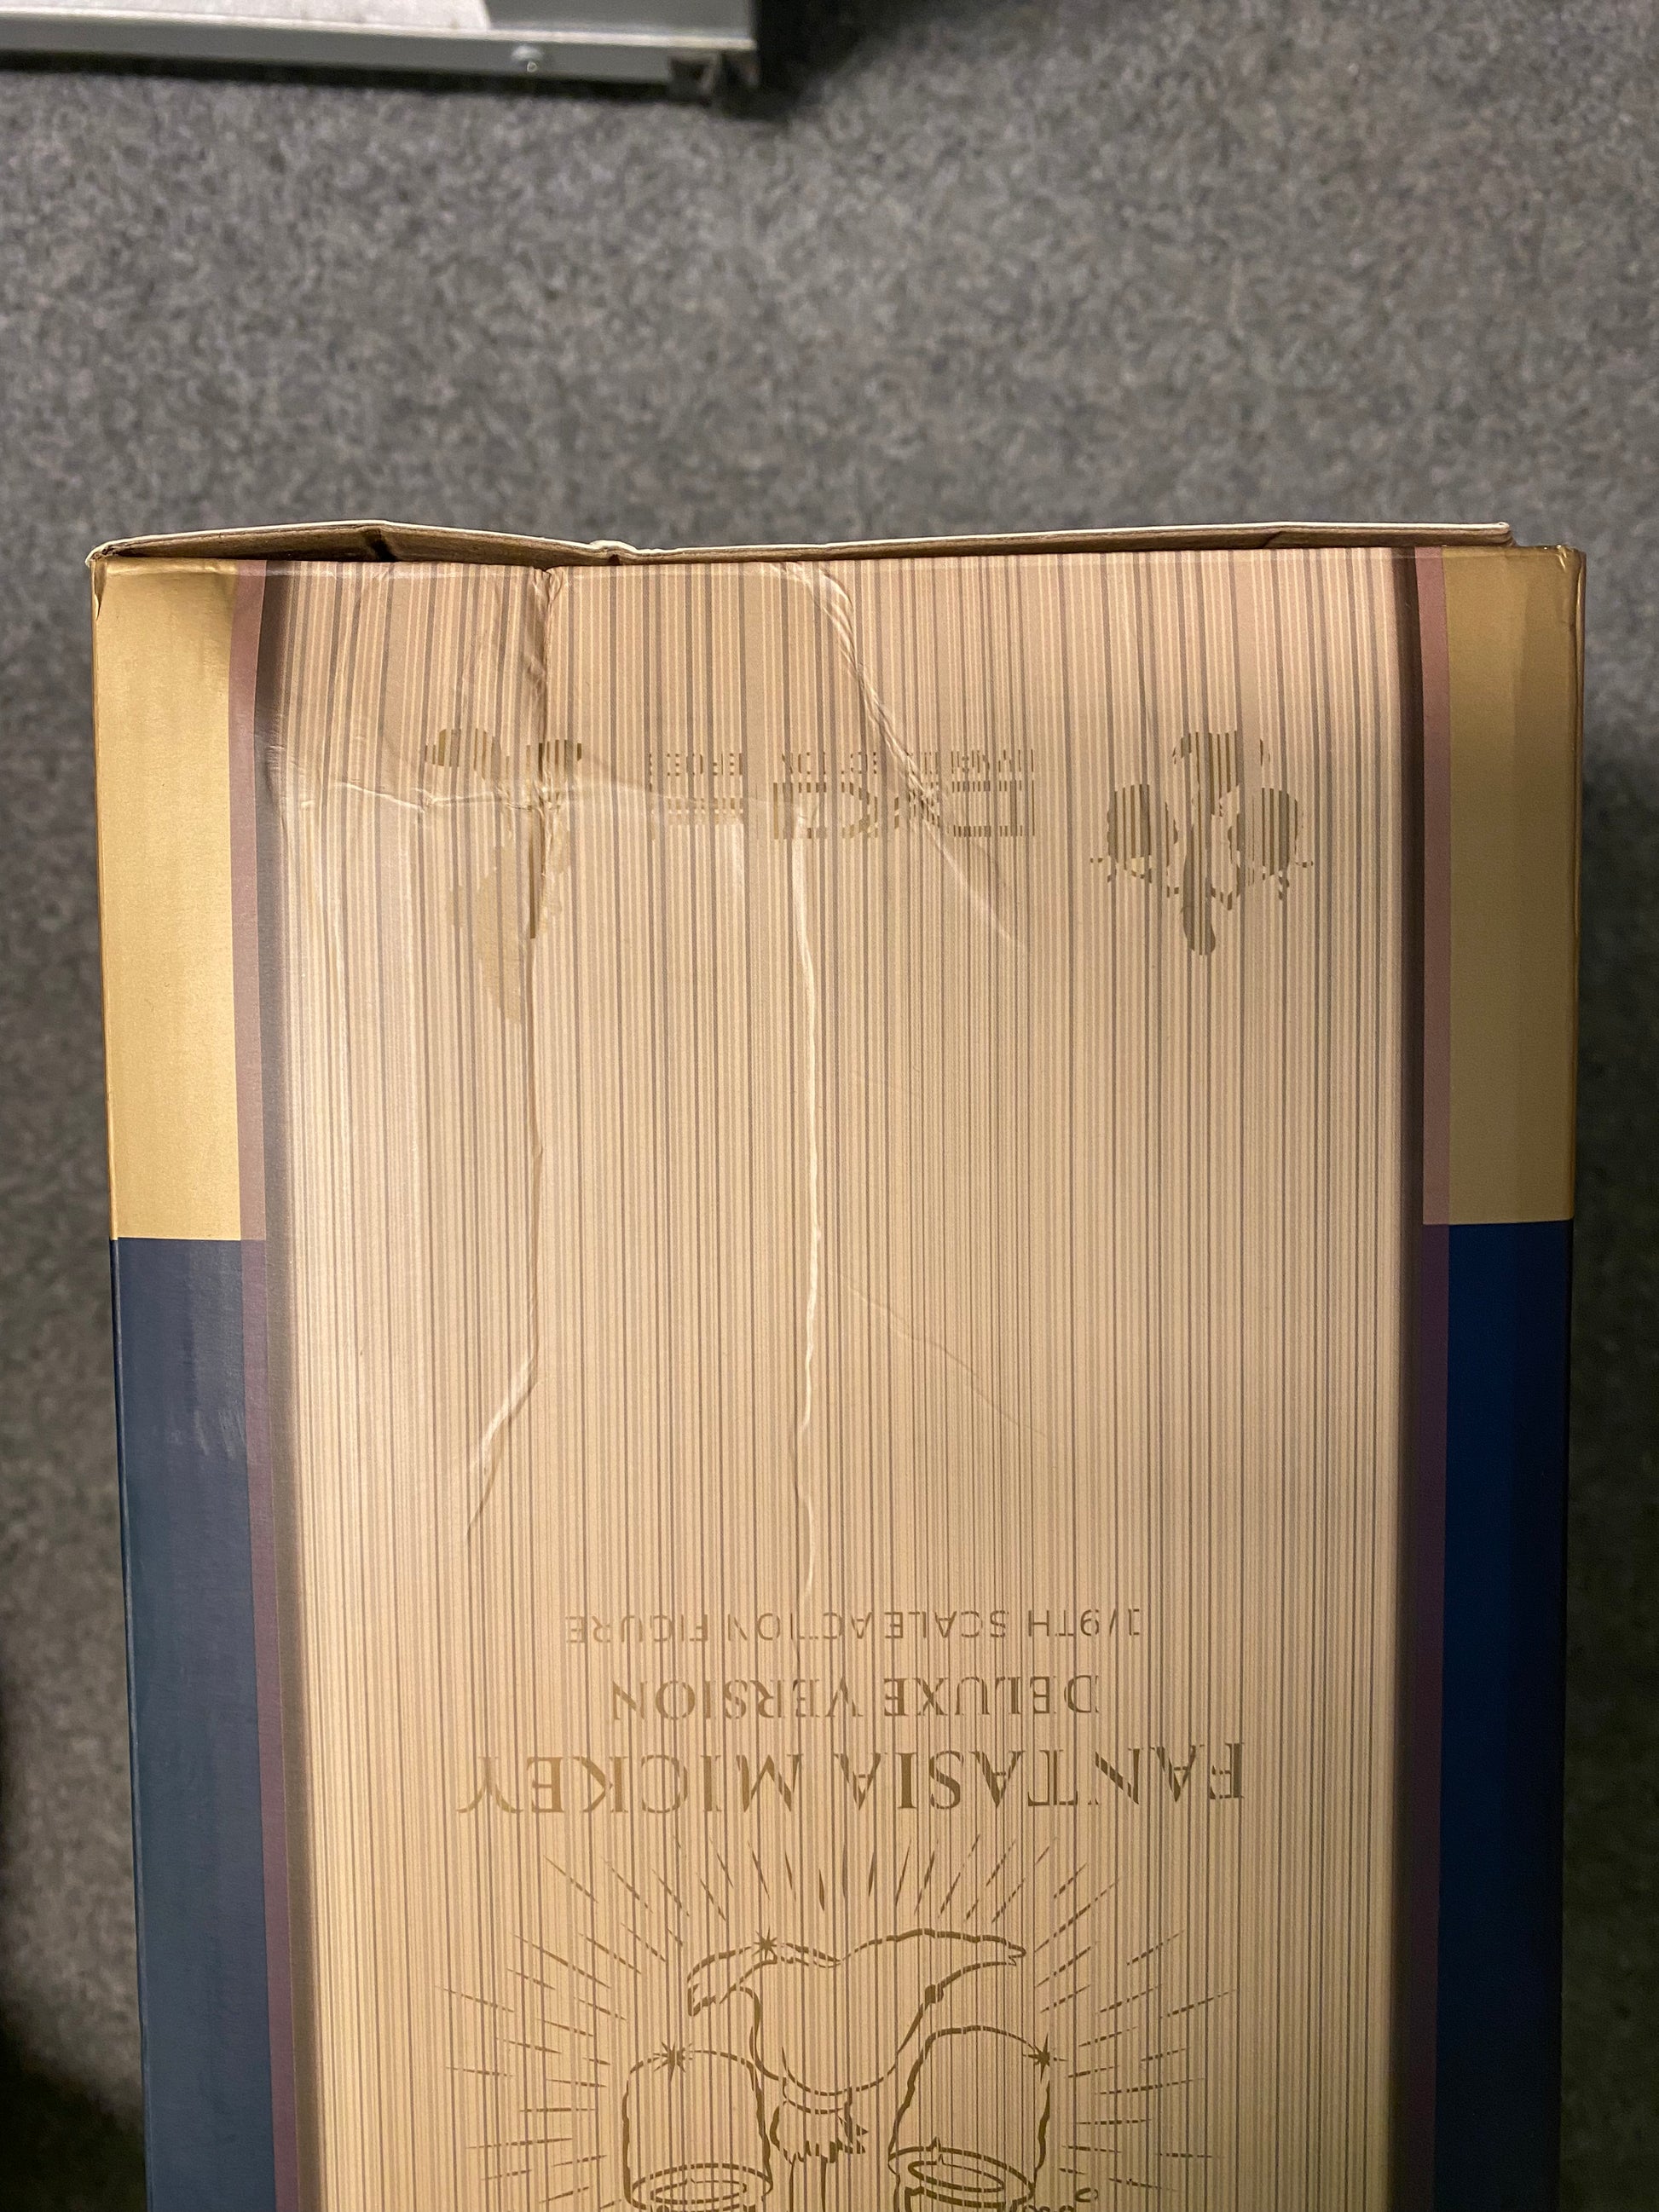 FANTASIA MICKEY
DELUXE VERSION
1/9TH SCALE ACTION FIGURE